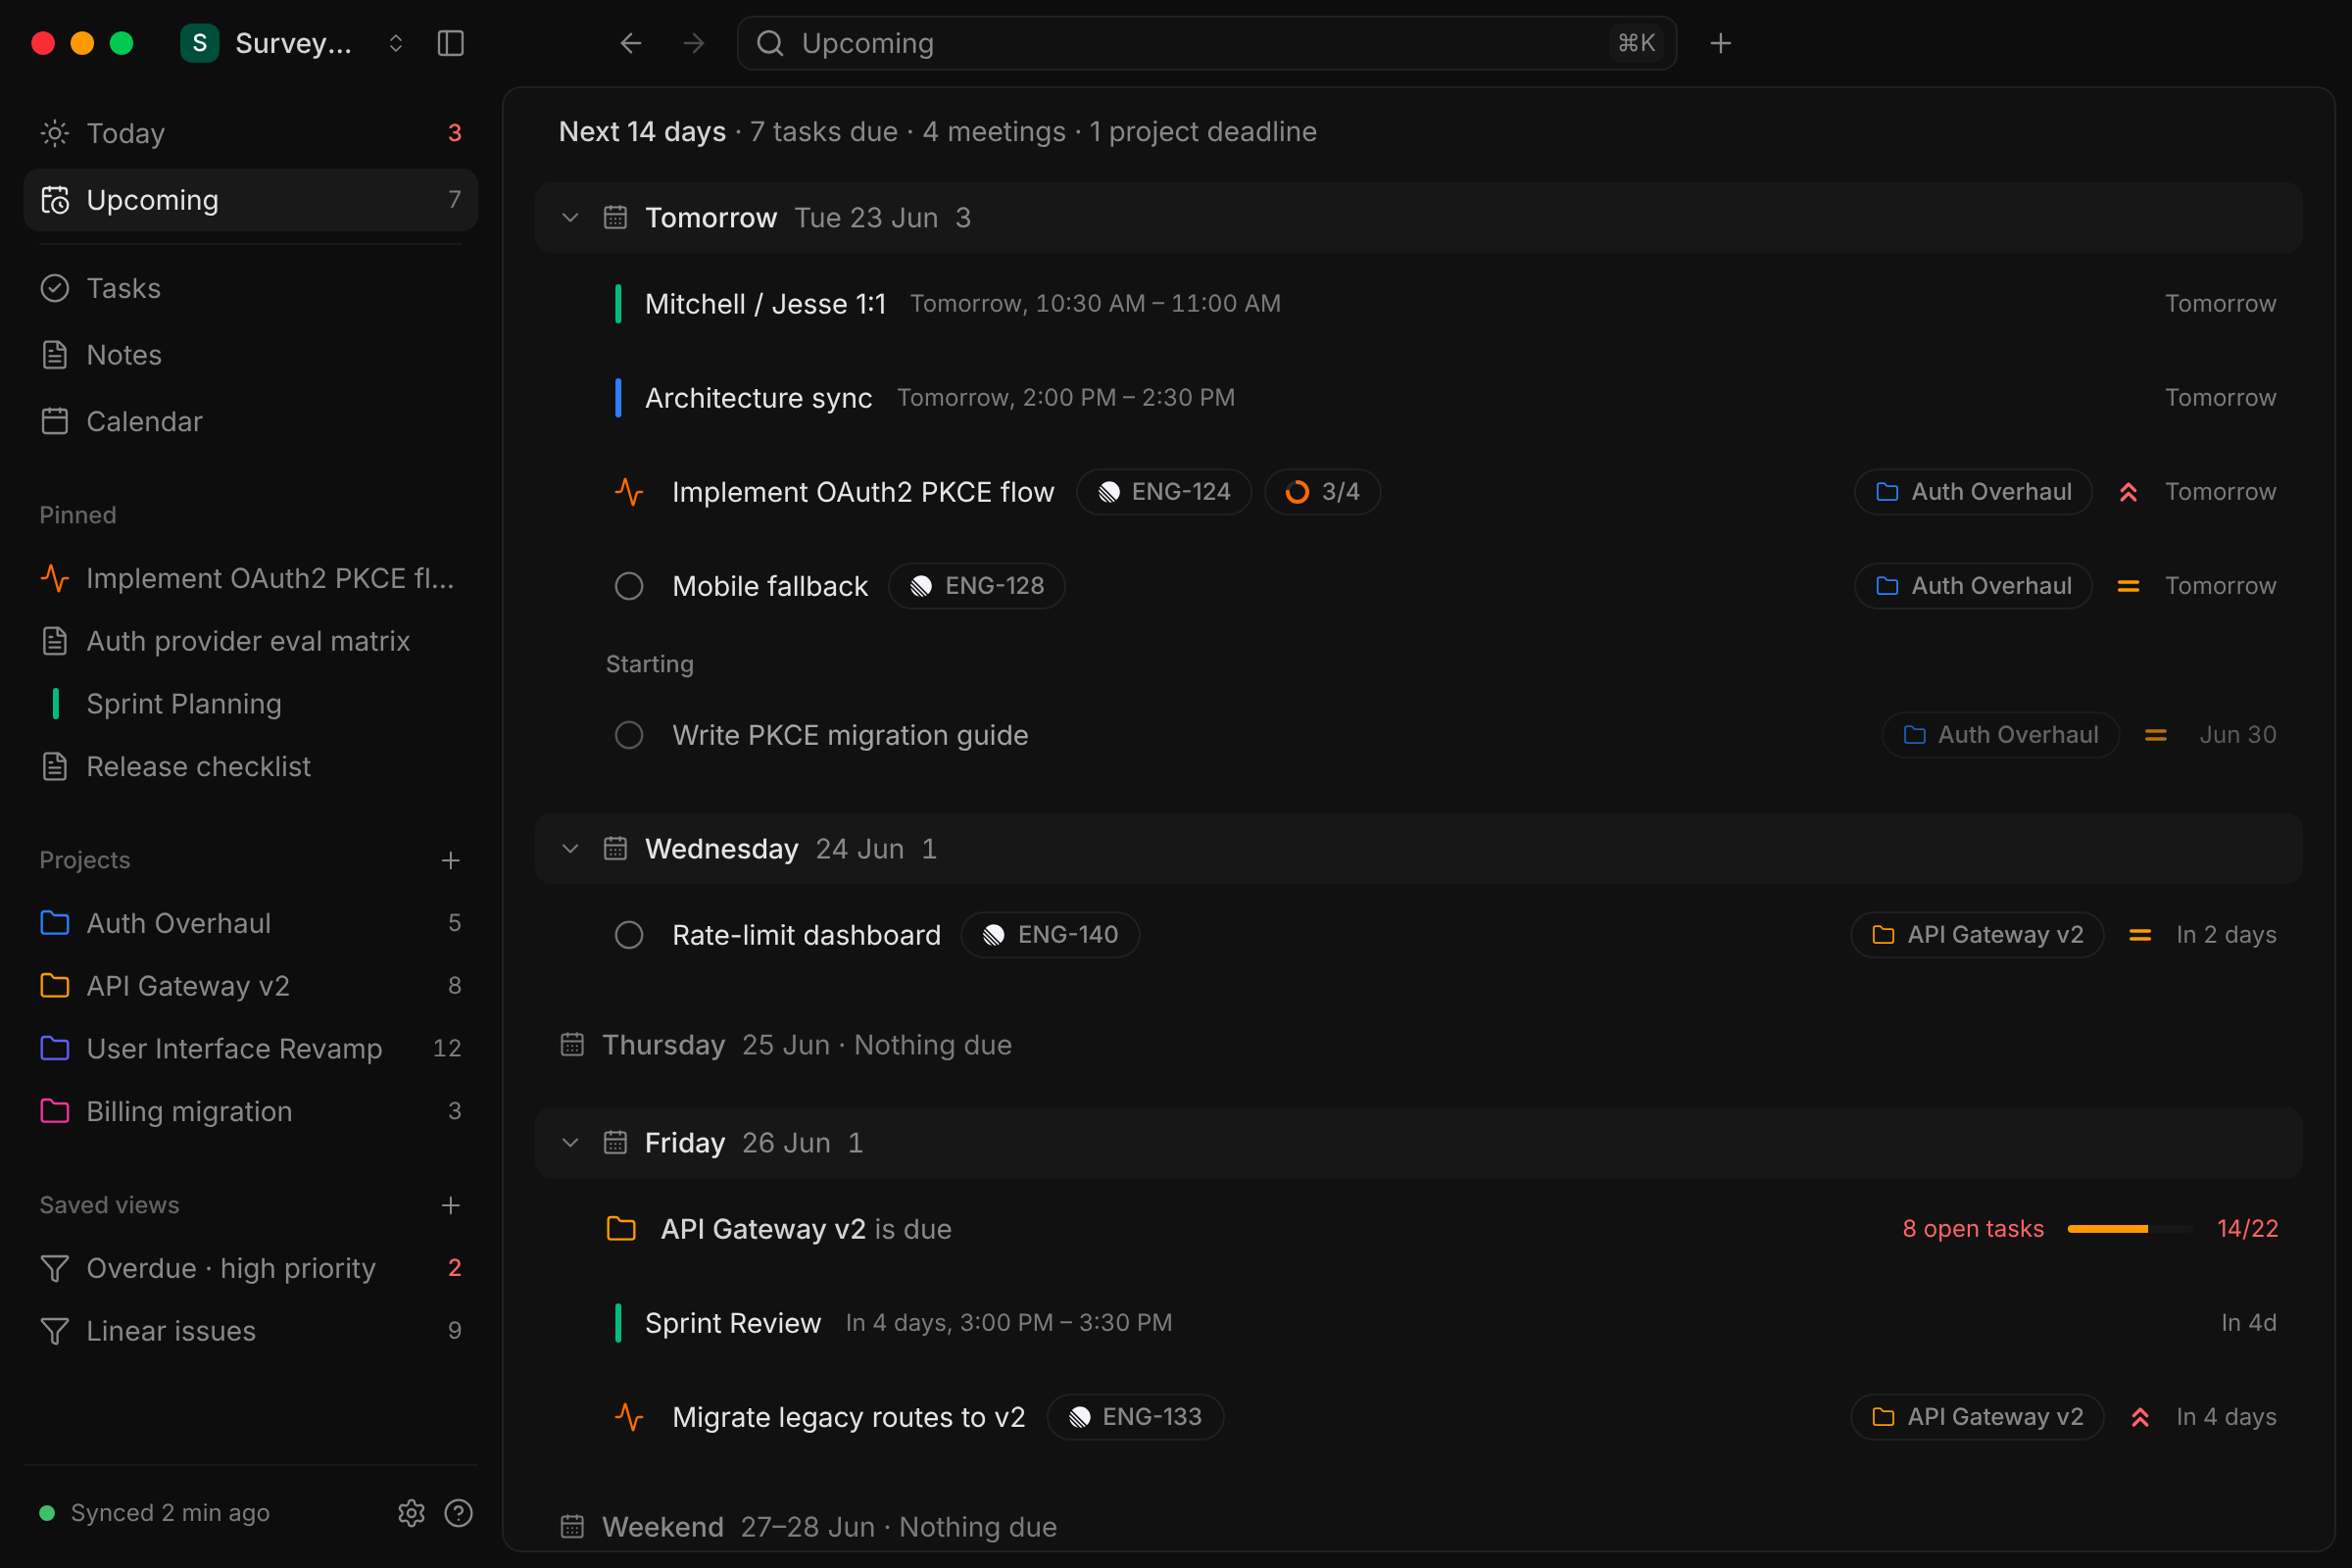 S Survey...
Upcoming ⌘K
Today 3
Upcoming 7
Tasks
Notes
Calendar
Pinned
Implement OAuth2 PKCE fl...
Auth provider eval matrix
Sprint Planning
Release checklist
Projects
Auth Overhaul 5
API Gateway v2 8
User Interface Revamp 12
Billing migration 3
Saved views
Overdue · high priority 2
Linear issues 9
Synced 2 min ago
Next 14 days · 7 tasks due · 4 meetings · 1 project deadline
Tomorrow Tue 23 Jun 3
Mitchell / Jesse 1:1 Tomorrow, 10:30 AM – 11:00 AM Tomorrow
Architecture sync Tomorrow, 2:00 PM – 2:30 PM Tomorrow
Implement OAuth2 PKCE flow ENG-124 3/4 Auth Overhaul Tomorrow
Mobile fallback ENG-128 Auth Overhaul Tomorrow
Starting
Write PKCE migration guide Auth Overhaul Jun 30
Wednesday 24 Jun 1
Rate-limit dashboard ENG-140 API Gateway v2 In 2 days
Thursday 25 Jun · Nothing due
Friday 26 Jun 1
API Gateway v2 is due 8 open tasks 14/22
Sprint Review In 4 days, 3:00 PM – 3:30 PM In 4d
Migrate legacy routes to v2 ENG-133 API Gateway v2 In 4 days
Weekend 27–28 Jun · Nothing due